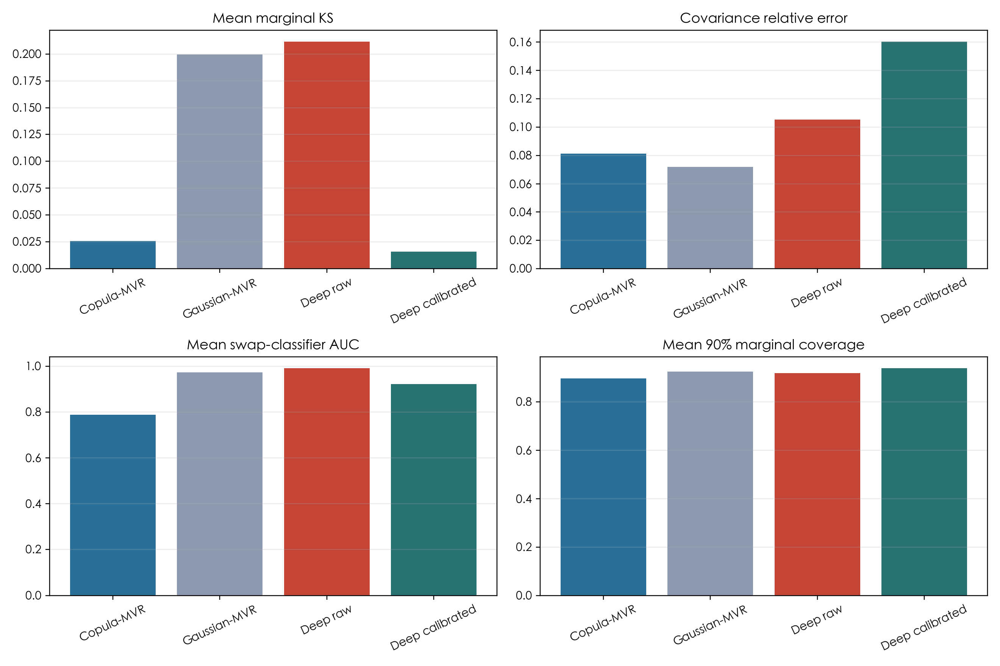 Mean marginal KS
0.200
0.175
0.150
0.125
0.100
0.075
0.050
0.025
0.000
Copula-MVR
Gaussian-MVR
Deep raw
Deep calibrated
Covariance relative error
0.16
0.14
0.12
0.10
0.08
0.06
0.04
0.02
0.00
Copula-MVR
Gaussian-MVR
Deep raw
Deep calibrated
Mean swap-classifier AUC
1.0
0.8
0.6
0.4
0.2
0.0
Copula-MVR
Gaussian-MVR
Deep raw
Deep calibrated
Mean 90% marginal coverage
0.8
0.6
0.4
0.2
0.0
Copula-MVR
Gaussian-MVR
Deep raw
Deep calibrated